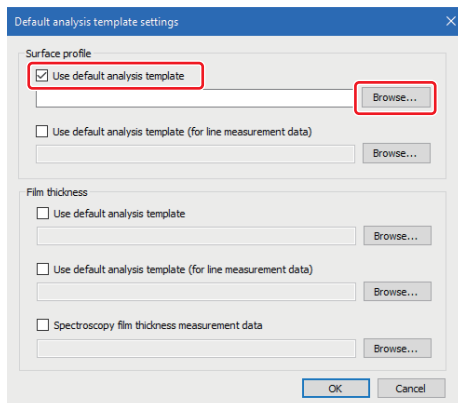 Default analysis template settings
Surface profile
Use default analysis template
Browse...
Use default analysis template (for line measurement data)
Browse...
Film thickness
Use default analysis template
Browse...
Use default analysis template (for line measurement data)
Browse...
Spectroscopy film thickness measurement data
Browse...
OK Cancel